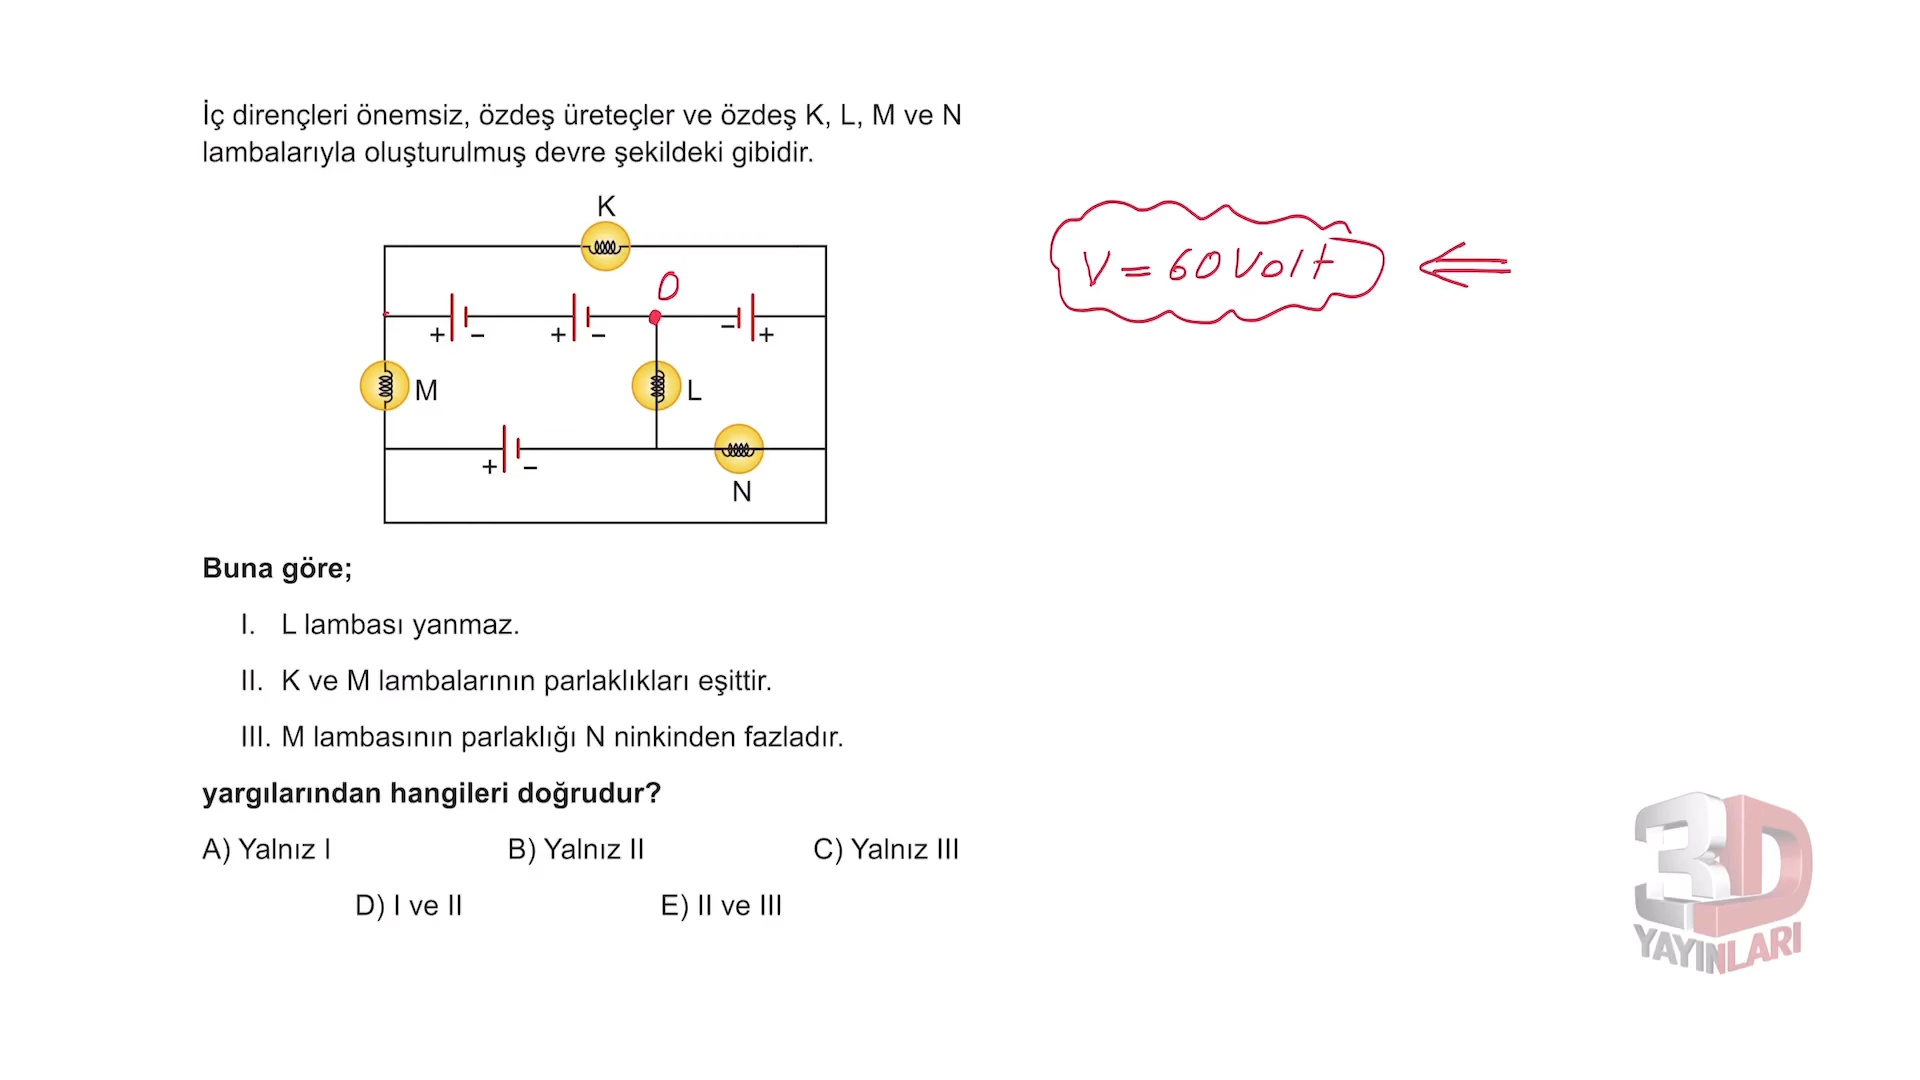 İç dirençleri önemsiz, özdeş üreteçler ve özdeş K, L, M ve N
lambalarıyla oluşturulmuş devre şekildeki gibidir.
K
V = 60 Volt
O
+ - + - - +
M
L
+ -
N
Buna göre;
I. L lambası yanmaz.
II. K ve M lambalarının parlaklıkları eşittir.
III. M lambasının parlaklığı N ninkinden fazladır.
yargılarından hangileri doğrudur?
A) Yalnız I B) Yalnız II C) Yalnız III
D) I ve II E) II ve III
3D
YAYINLARI